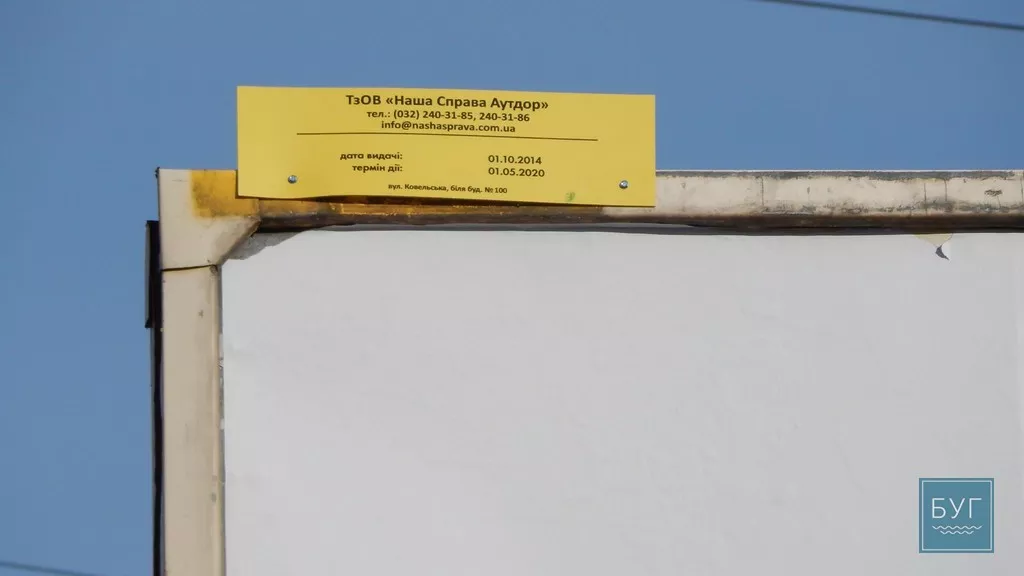 ТзОВ «Наша Справа Аутдор»
тел.: (032) 240-31-85, 240-31-86
info@nashasprava.com.ua
дата видачі: 01.10.2014
термін дії: 01.05.2020
вул. Ковельська, біля буд. № 100
БУГ